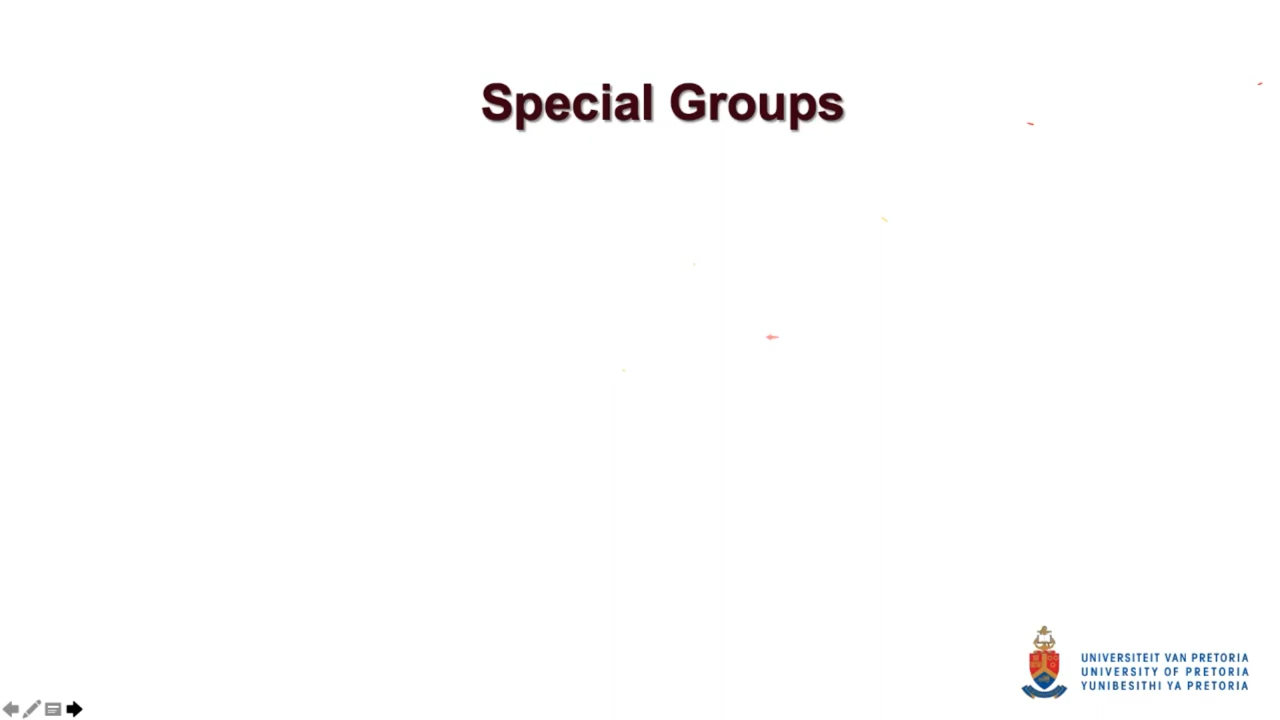 Special Groups
UNIVERSITEIT VAN PRETORIA
UNIVERSITY OF PRETORIA
YUNIBESITHI YA PRETORIA